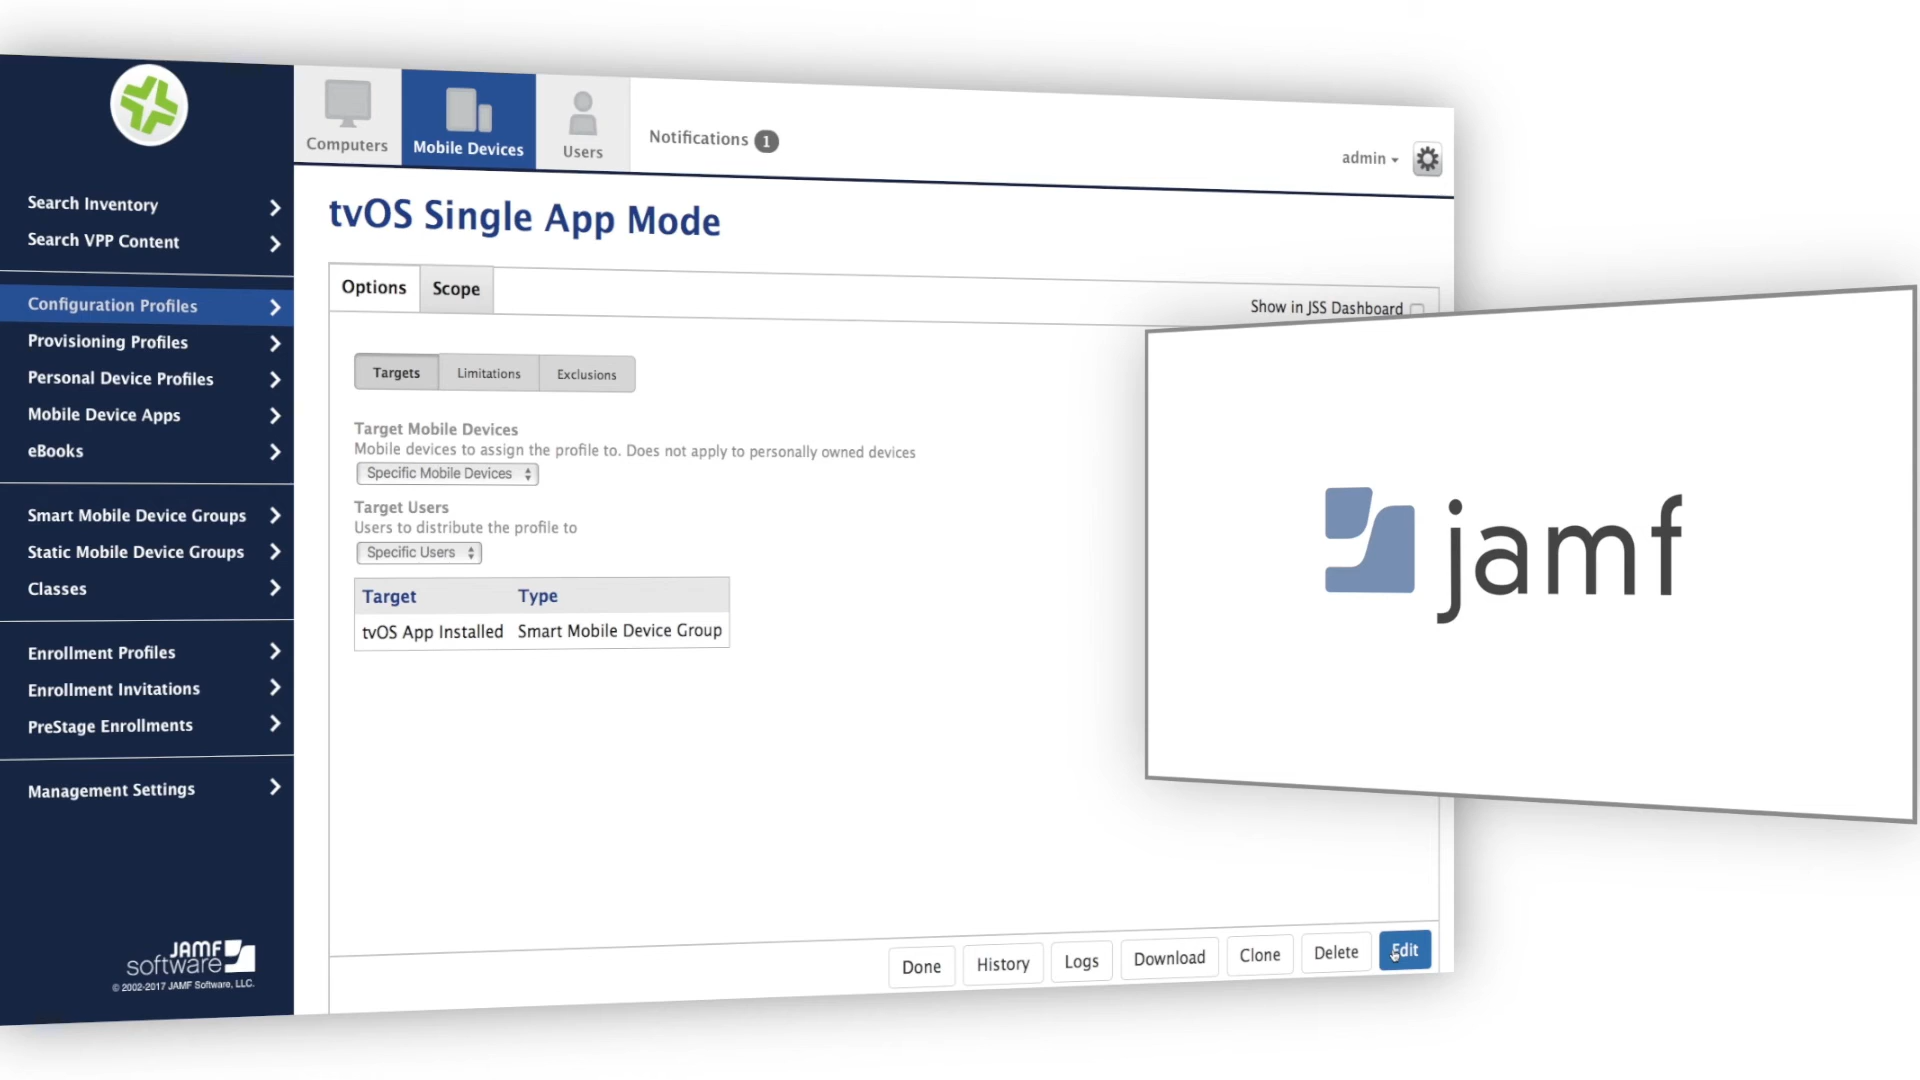 Computers
Mobile Devices
Users
Notifications 1
admin
Search Inventory
Search VPP Content
Configuration Profiles
Provisioning Profiles
Personal Device Profiles
Mobile Device Apps
eBooks
Smart Mobile Device Groups
Static Mobile Device Groups
Classes
Enrollment Profiles
Enrollment Invitations
PreStage Enrollments
Management Settings
JAMF
software
© 2002-2017 JAMF Software, LLC.
tvOS Single App Mode
Options Scope
Show in JSS Dashboard
Targets Limitations Exclusions
Target Mobile Devices
Mobile devices to assign the profile to. Does not apply to personally owned devices
Specific Mobile Devices
Target Users
Users to distribute the profile to
Specific Users
Target Type
tvOS App Installed Smart Mobile Device Group
Done History Logs Download Clone Delete Edit
jamf